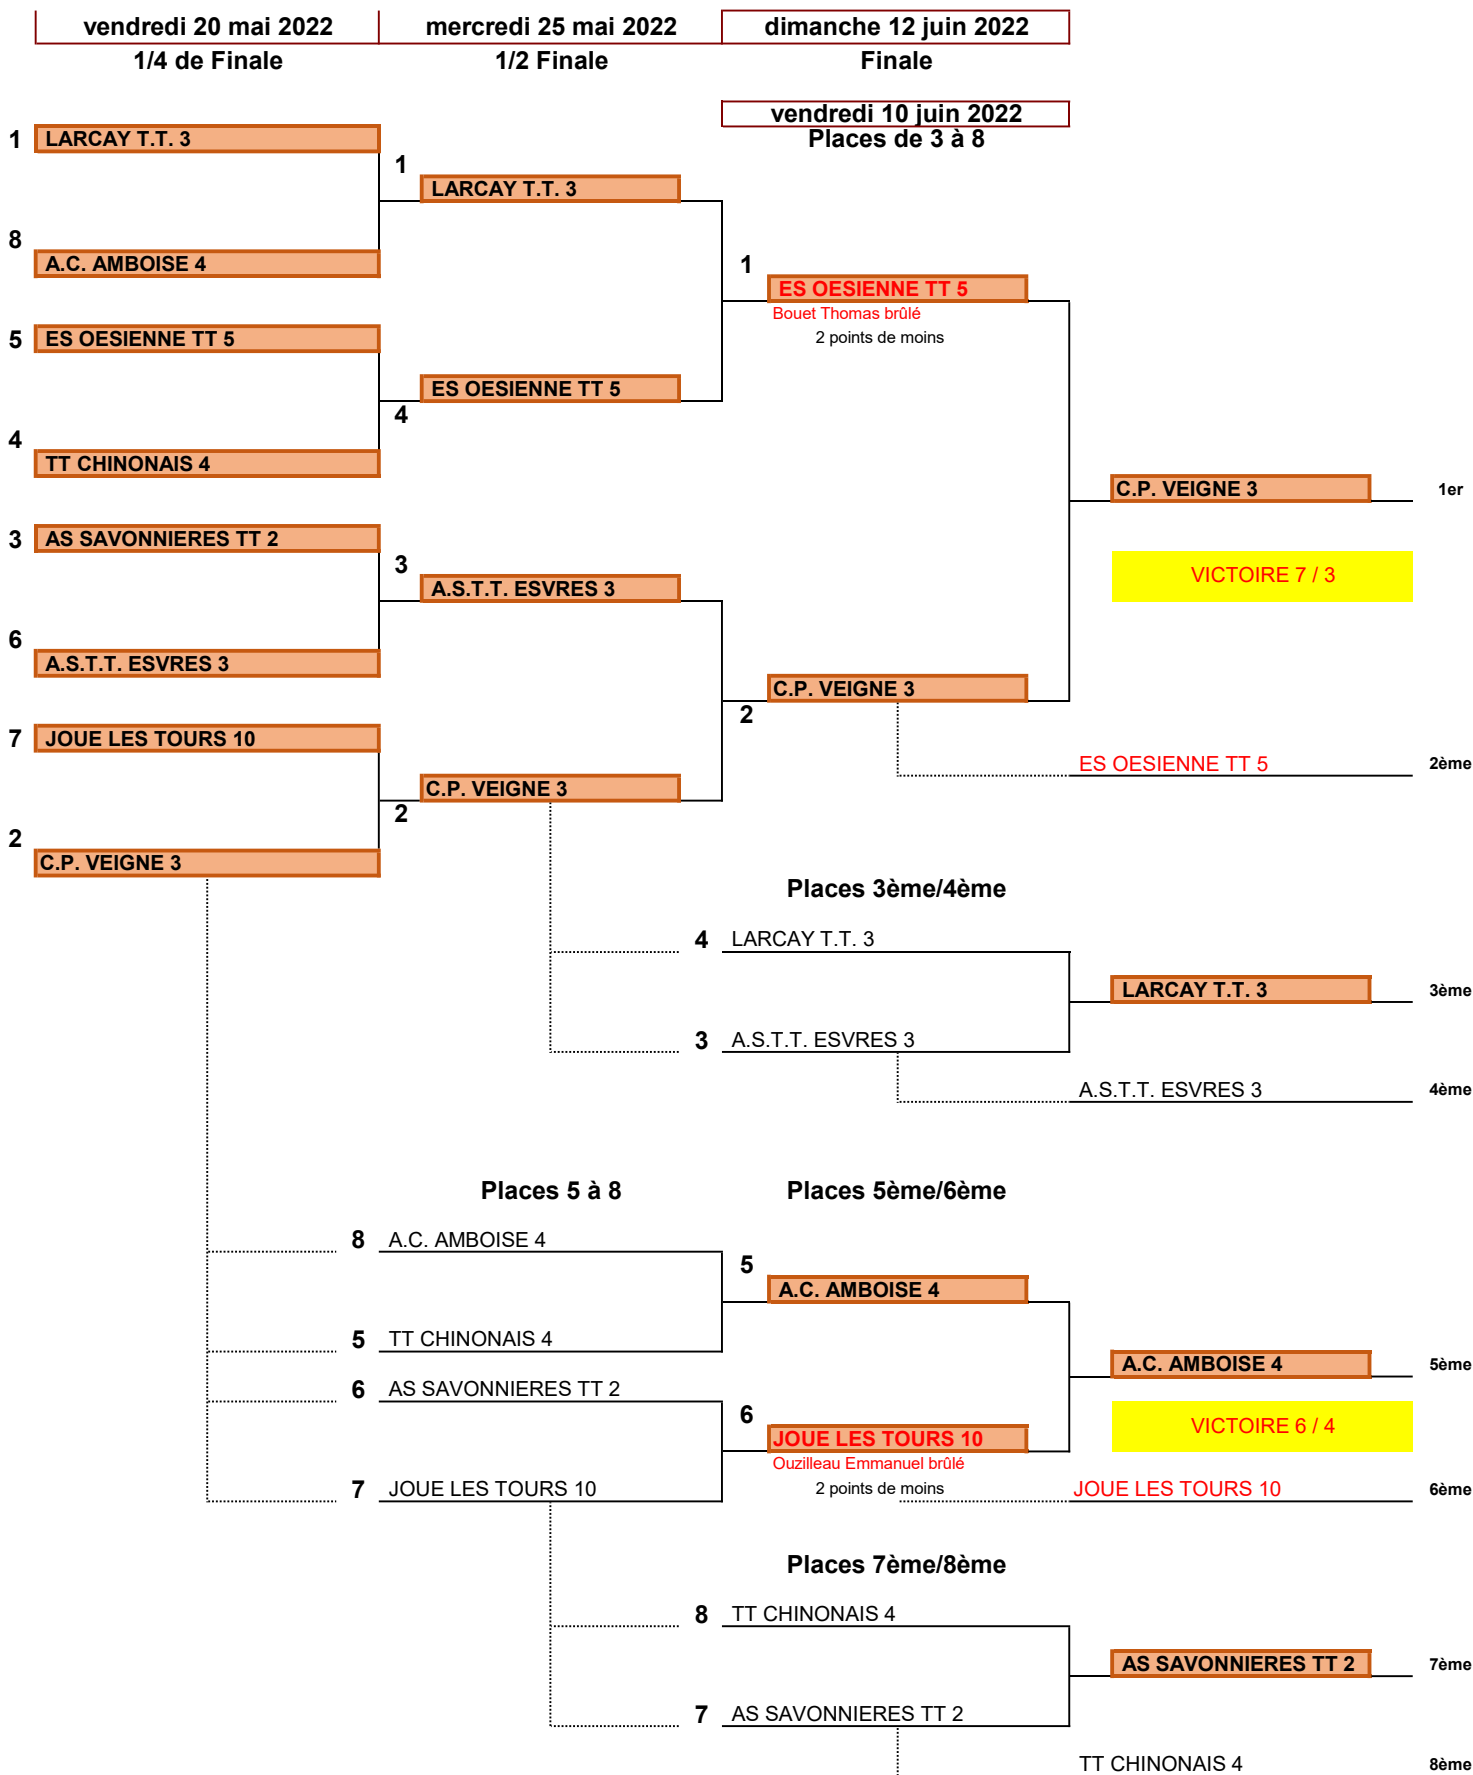 vendredi 20 mai 2022 mercredi 25 mai 2022 dimanche 12 juin 2022
1/4 de Finale 1/2 Finale Finale
vendredi 10 juin 2022
Places de 3 à 8
1 LARCAY T.T. 3
1
LARCAY T.T. 3
8
A.C. AMBOISE 4
1
ES OESIENNE TT 5
Bouet Thomas brûlé
2 points de moins
5 ES OESIENNE TT 5
ES OESIENNE TT 5
4
4
TT CHINONAIS 4
C.P. VEIGNE 3 1er
3 AS SAVONNIERES TT 2
3
A.S.T.T. ESVRES 3
VICTOIRE 7 / 3
6
A.S.T.T. ESVRES 3
C.P. VEIGNE 3
2
7 JOUE LES TOURS 10
ES OESIENNE TT 5 2ème
C.P. VEIGNE 3
2
2
C.P. VEIGNE 3
Places 3ème/4ème
4 LARCAY T.T. 3
LARCAY T.T. 3 3ème
3 A.S.T.T. ESVRES 3
A.S.T.T. ESVRES 3 4ème
Places 5 à 8 Places 5ème/6ème
8 A.C. AMBOISE 4
5
A.C. AMBOISE 4
5 TT CHINONAIS 4
A.C. AMBOISE 4 5ème
6 AS SAVONNIERES TT 2
6
VICTOIRE 6 / 4
JOUE LES TOURS 10
Ouzilleau Emmanuel brûlé
7 JOUE LES TOURS 10 2 points de moins JOUE LES TOURS 10 6ème
Places 7ème/8ème
8 TT CHINONAIS 4
AS SAVONNIERES TT 2 7ème
7 AS SAVONNIERES TT 2
TT CHINONAIS 4 8ème